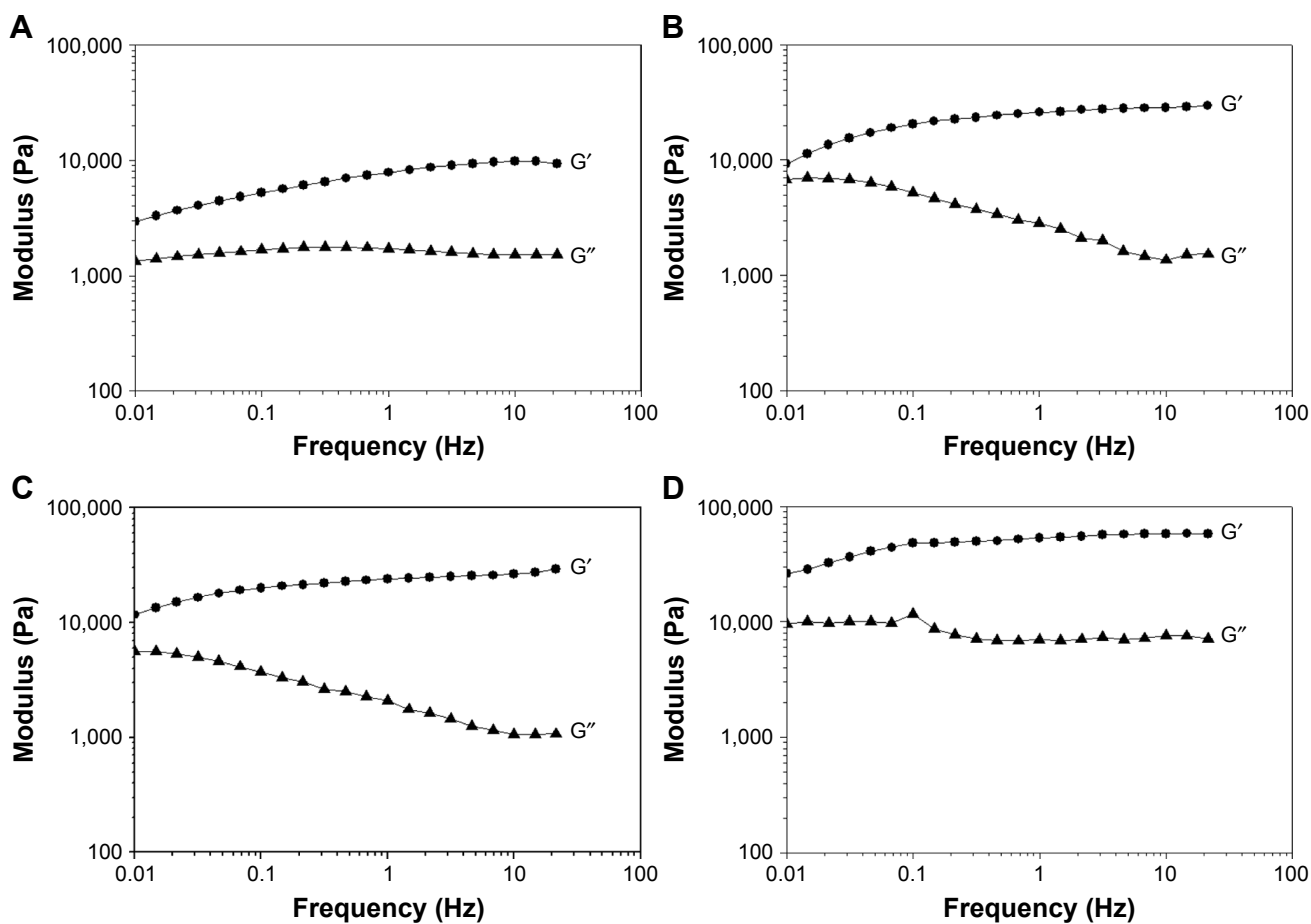 A
100,000
10,000
1,000
100
Modulus (Pa)
G′
G″
0.01 0.1 1 10 100
Frequency (Hz)
B
100,000
10,000
1,000
100
Modulus (Pa)
G′
G″
0.01 0.1 1 10 100
Frequency (Hz)
C
100,000
10,000
1,000
100
Modulus (Pa)
G′
G″
0.01 0.1 1 10 100
Frequency (Hz)
D
100,000
10,000
1,000
100
Modulus (Pa)
G′
G″
0.01 0.1 1 10 100
Frequency (Hz)